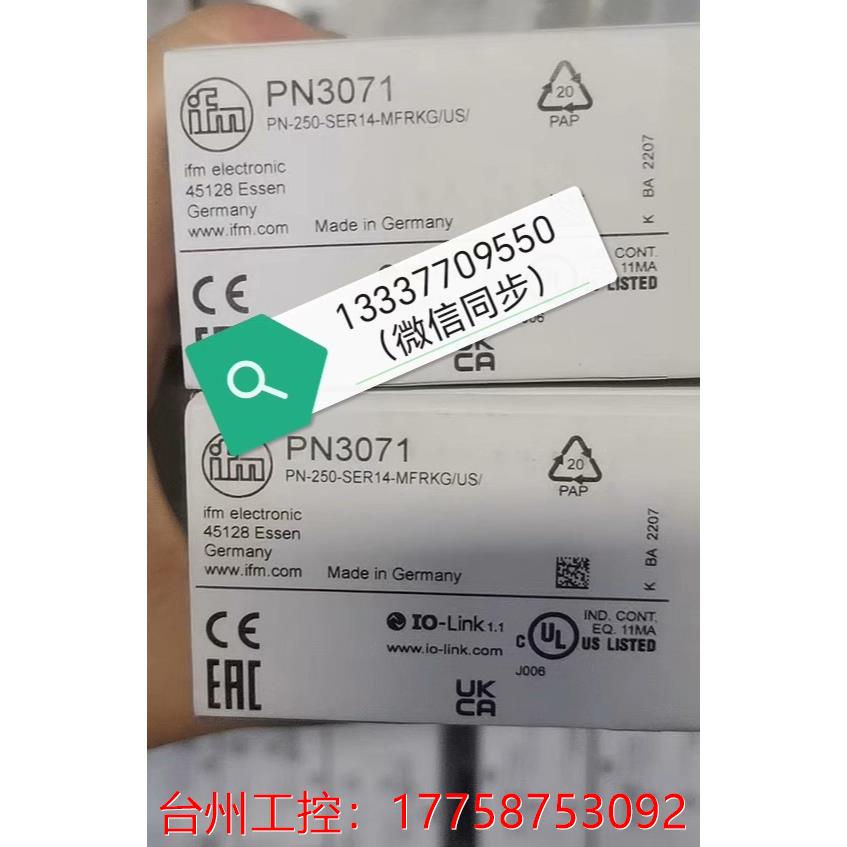 ifm
PN3071
PN-250-SER14-MFRKG/US/
20
PAP
ifm electronic
45128 Essen
Germany
www.ifm.com
Made in Germany
K BA 2207
13337709550
（微信同步）
CONT.
11MA
LISTED
CE
CA
ifm
PN3071
PN-250-SER14-MFRKG/US/
20
PAP
ifm electronic
45128 Essen
Germany
www.ifm.com
Made in Germany
K BA 2207
CE
EAC
IO-Link 1.1
www.io-link.com
C UL US LISTED
IND. CONT.
EQ. 11MA
J006
UK
CA
台州工控：17758753092